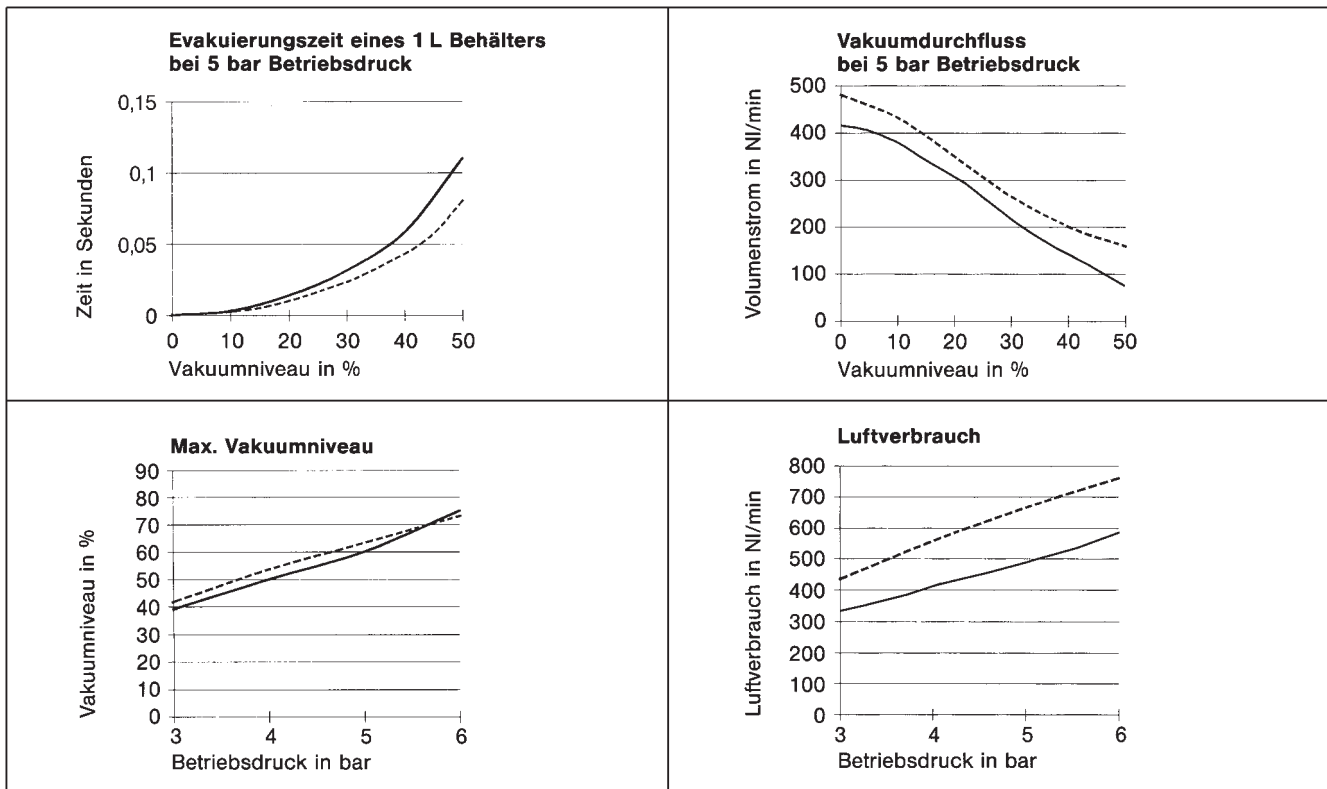 Evakuierungszeit eines 1 L Behälters
bei 5 bar Betriebsdruck
0,15
0,1
0,05
0
Zeit in Sekunden
0 10 20 30 40 50
Vakuumniveau in %
Vakuumdurchfluss
bei 5 bar Betriebsdruck
500
400
300
200
100
0
Volumenstrom in Nl/min
0 10 20 30 40 50
Vakuumniveau in %
Max. Vakuumniveau
90
80
70
60
50
40
30
20
10
0
Vakuumniveau in %
3 4 5 6
Betriebsdruck in bar
Luftverbrauch
800
700
600
500
400
300
200
100
0
Luftverbrauch in Nl/min
3 4 5 6
Betriebsdruck in bar